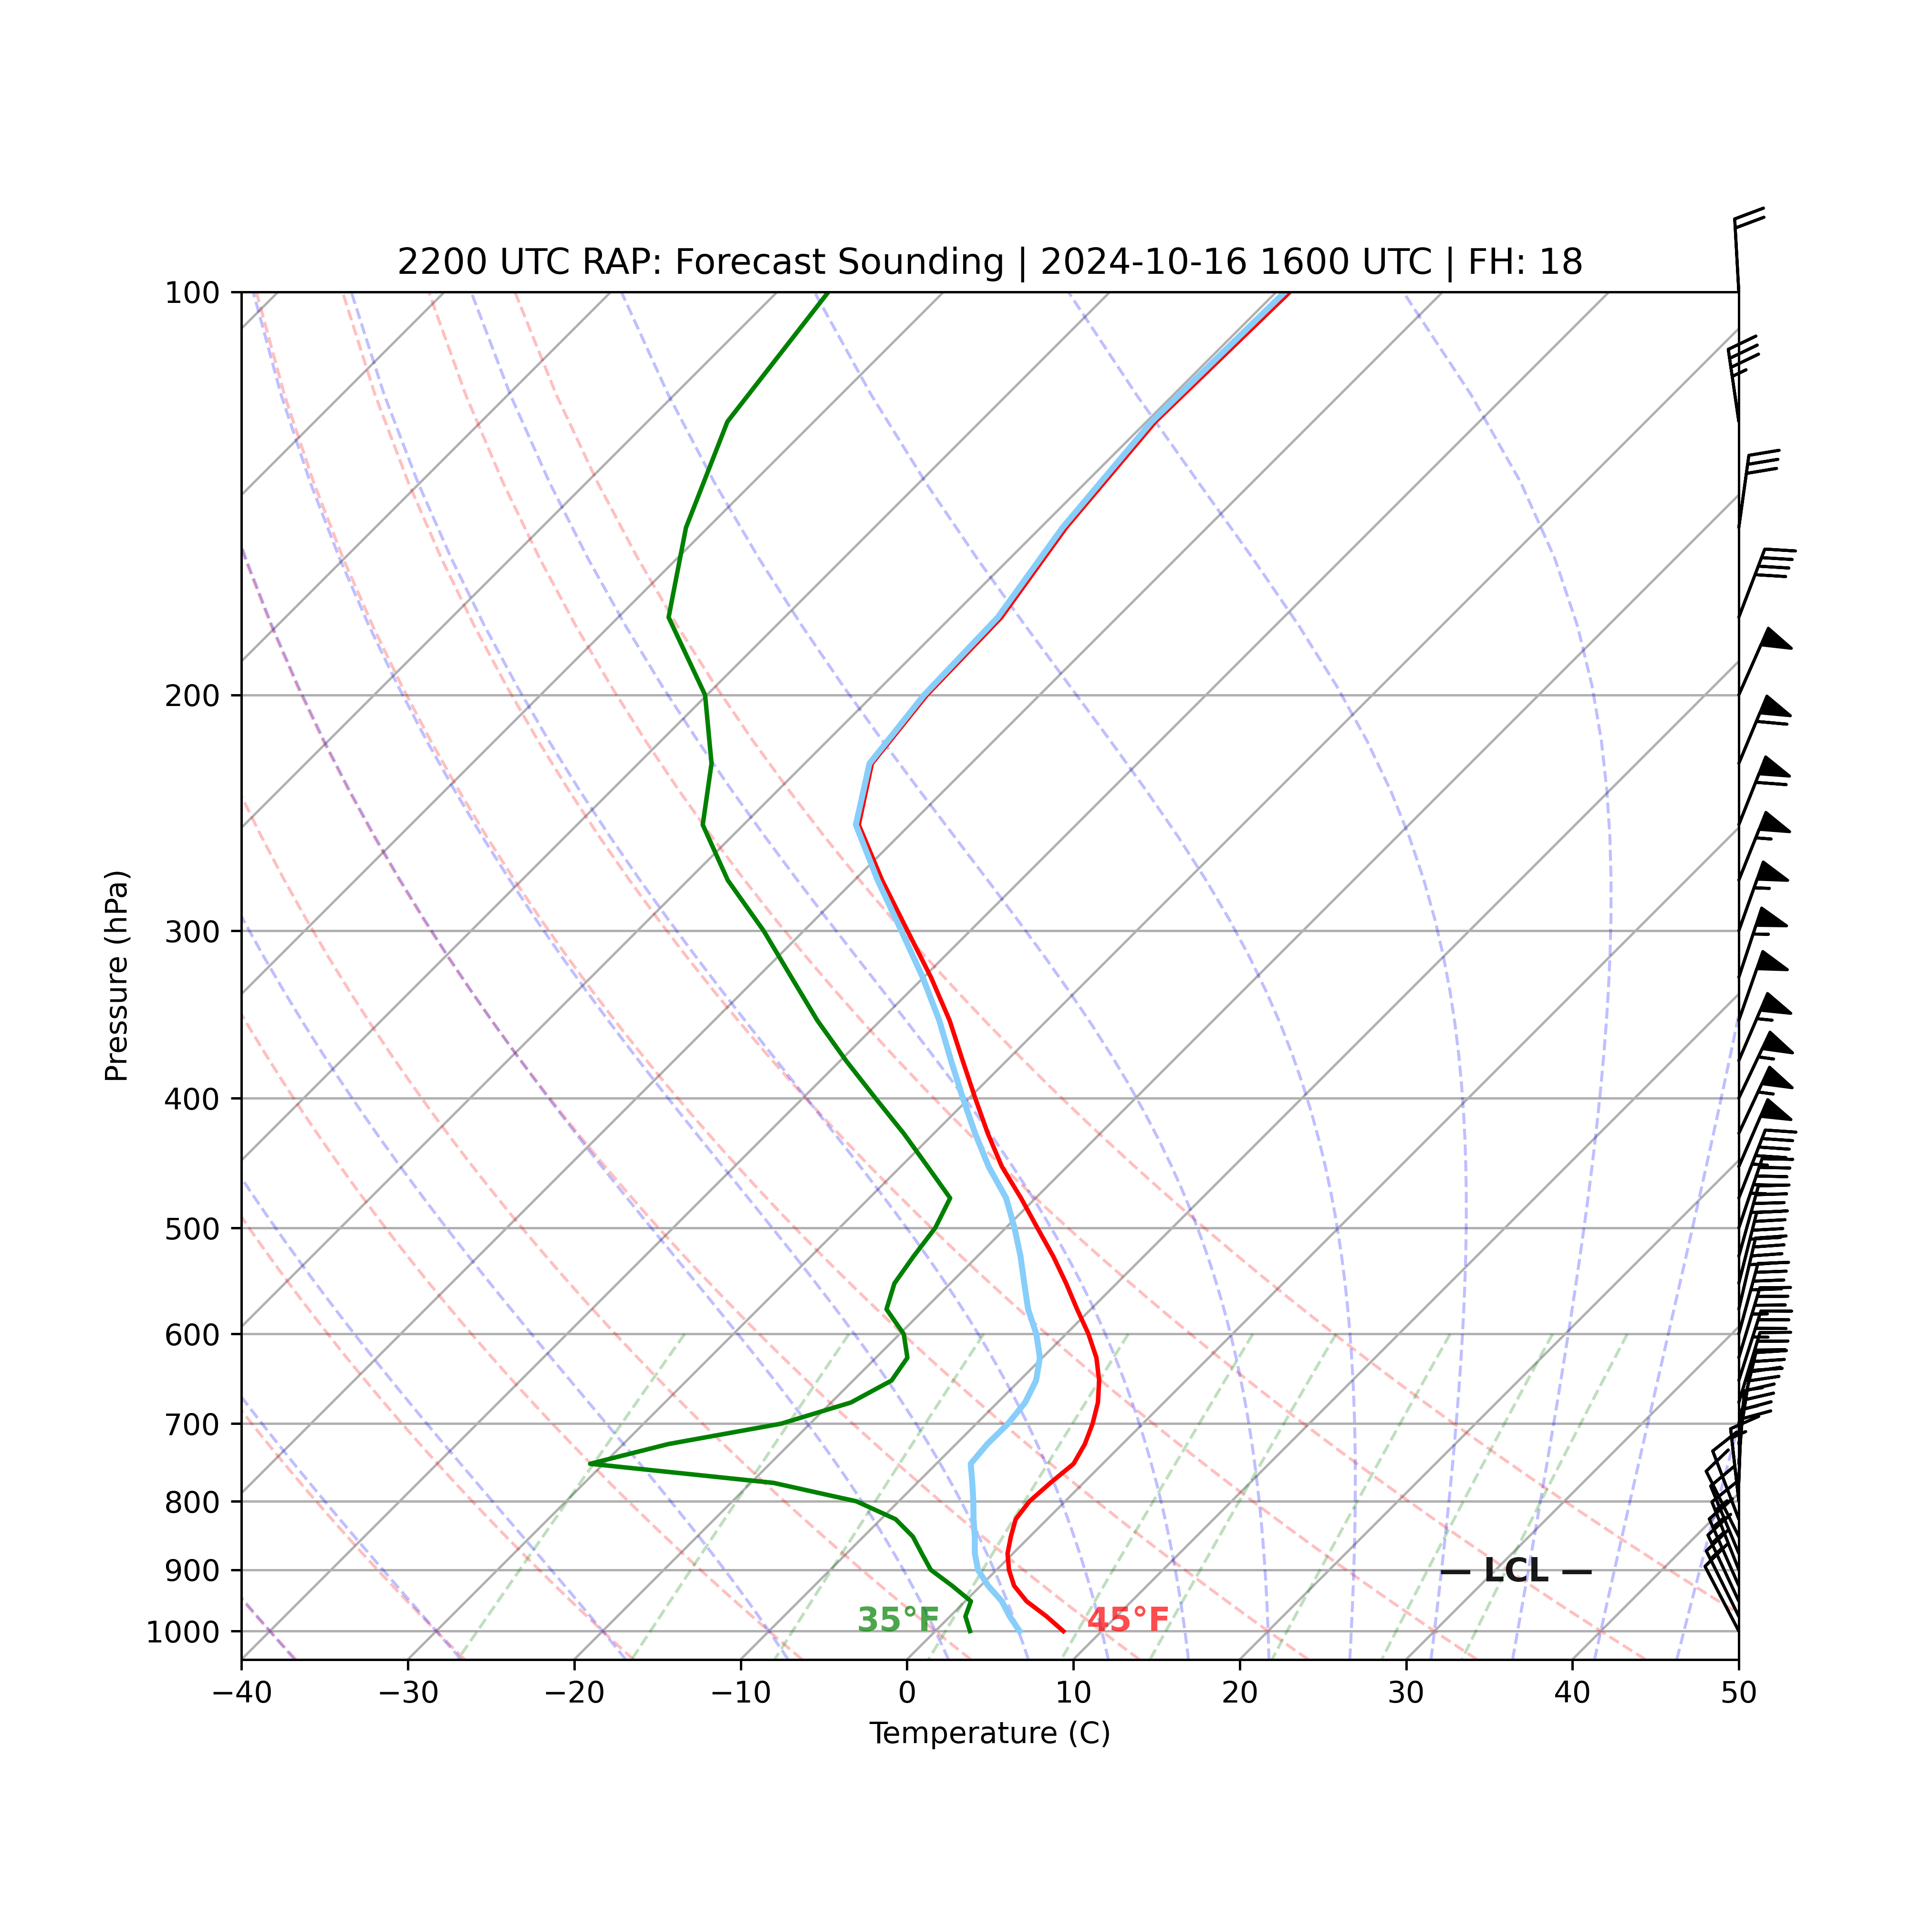 2200 UTC RAP: Forecast Sounding | 2024-10-16 1600 UTC | FH: 18
100
200
300
400
500
600
700
800
900
1000
Pressure (hPa)
— LCL —
35°F
45°F
−40 −30 −20 −10 0 10 20 30 40 50
Temperature (C)